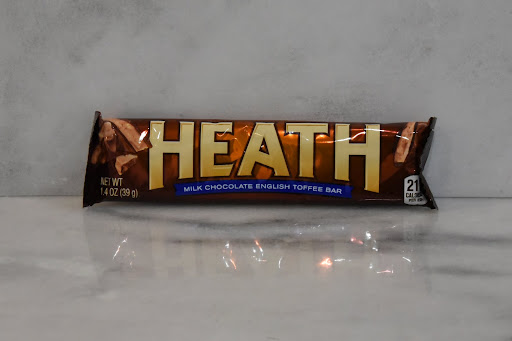 HEATH
MILK CHOCOLATE ENGLISH TOFFEE BAR
NET WT
1.4 OZ (39 g)
21